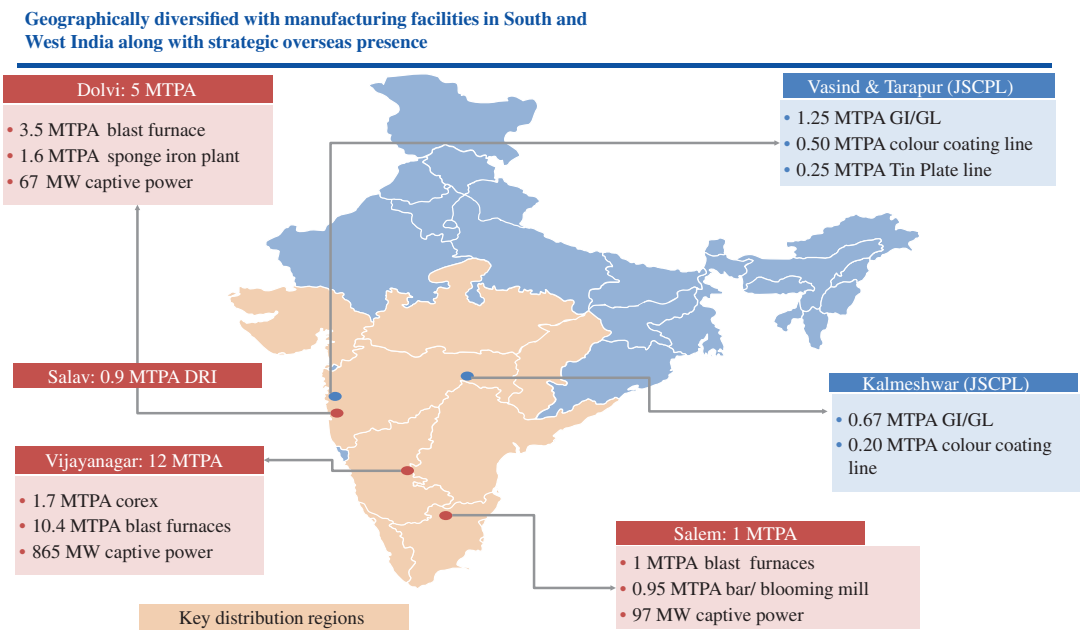 Geographically diversified with manufacturing facilities in South and
West India along with strategic overseas presence
Dolvi: 5 MTPA
• 3.5 MTPA blast furnace
• 1.6 MTPA sponge iron plant
• 67 MW captive power
Vasind & Tarapur (JSCPL)
• 1.25 MTPA GI/GL
• 0.50 MTPA colour coating line
• 0.25 MTPA Tin Plate line
Salav: 0.9 MTPA DRI
Kalmeshwar (JSCPL)
• 0.67 MTPA GI/GL
• 0.20 MTPA colour coating
line
Vijayanagar: 12 MTPA
• 1.7 MTPA corex
• 10.4 MTPA blast furnaces
• 865 MW captive power
Salem: 1 MTPA
• 1 MTPA blast furnaces
• 0.95 MTPA bar/ blooming mill
• 97 MW captive power
Key distribution regions